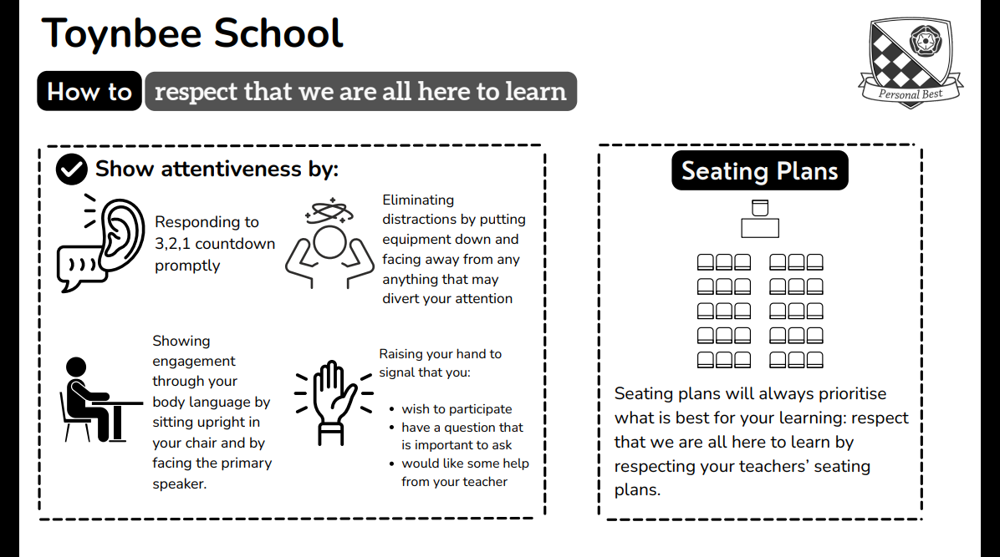 Toynbee School
How to respect that we are all here to learn
Personal Best
Show attentiveness by:
Responding to
3,2,1 countdown
promptly
Eliminating
distractions by putting
equipment down and
facing away from any
anything that may
divert your attention
Showing
engagement
through your
body language by
sitting upright in
your chair and by
facing the primary
speaker.
Raising your hand to
signal that you:
• wish to participate
• have a question that
is important to ask
• would like some help
from your teacher
Seating Plans
Seating plans will always prioritise
what is best for your learning: respect
that we are all here to learn by
respecting your teachers’ seating
plans.